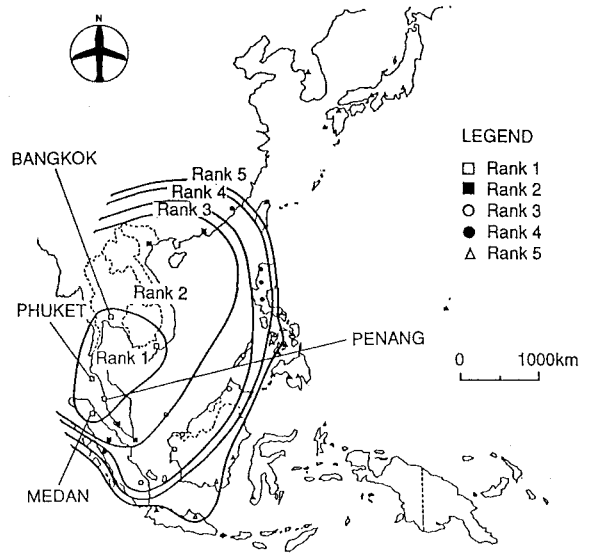 N
BANGKOK
Rank 5
Rank 4
Rank 3
LEGEND
Rank 1
Rank 2
Rank 3
Rank 4
Rank 5
Rank 2
PHUKET
Rank 1
PENANG
0 1000km
MEDAN